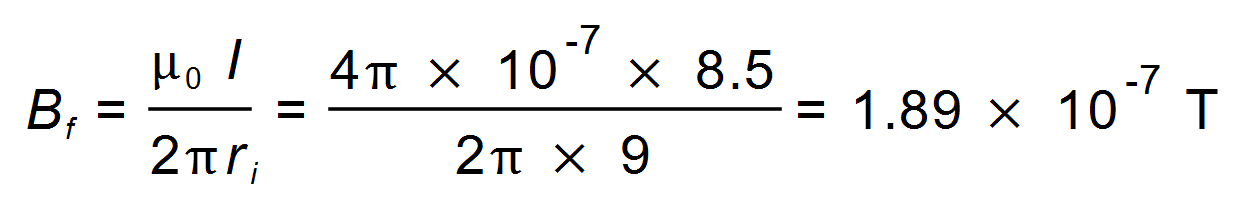 B_f = μ₀ I / 2π r_i = 4π × 10⁻⁷ × 8.5 / 2π × 9 = 1.89 × 10⁻⁷ T